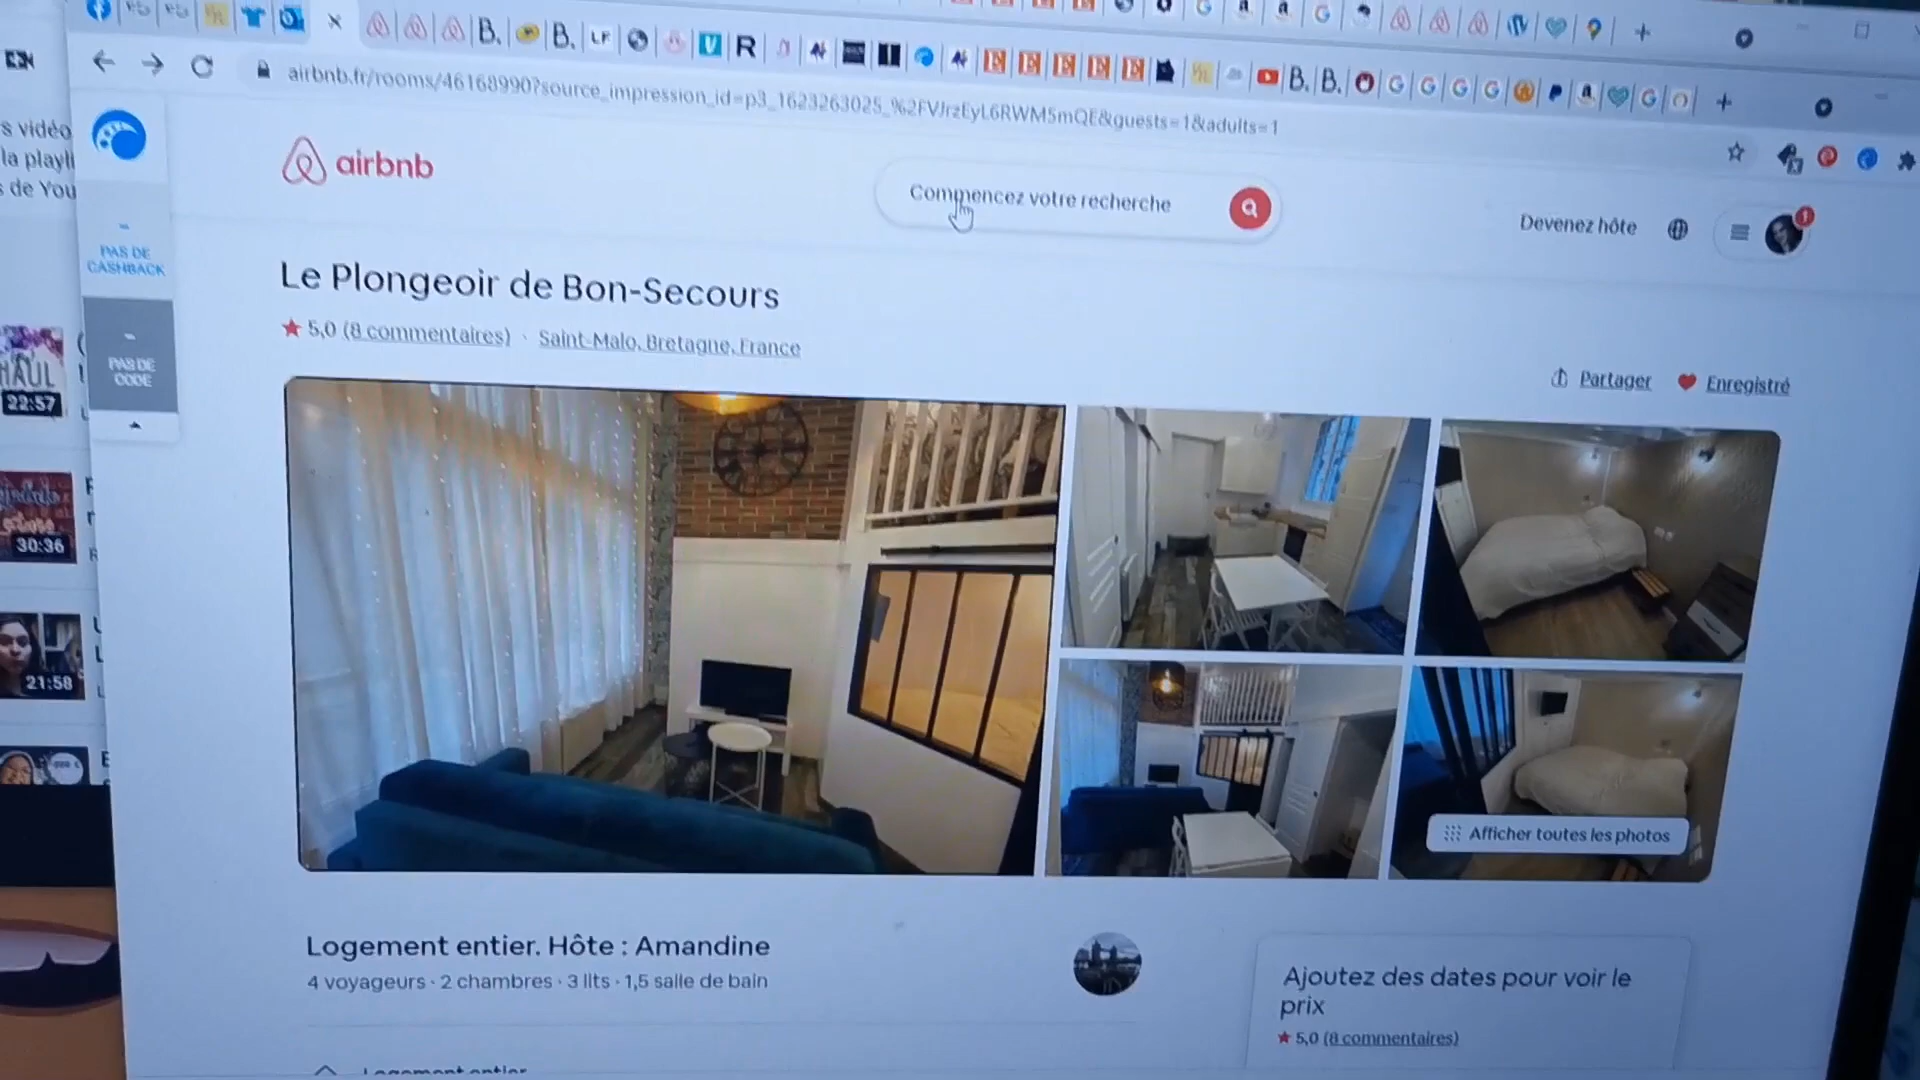 airbnb.fr/rooms/46168990?source_impression_id=p3_1623263025_%2FVJrzEyL6RWM5mQE&guests=1&adults=1
s vidéo
la playli
s de You
airbnb
Commencez votre recherche
Devenez hôte
1
PAS DE
CASHBACK
PAS DE
CODE
Le Plongeoir de Bon-Secours
5,0 (8 commentaires) · Saint-Malo, Bretagne, France
Partager
Enregistré
HAUL
22:57
30:36
21:58
Afficher toutes les photos
Logement entier. Hôte : Amandine
4 voyageurs · 2 chambres · 3 lits · 1,5 salle de bain
Ajoutez des dates pour voir le
prix
5,0 (8 commentaires)
Logement entier